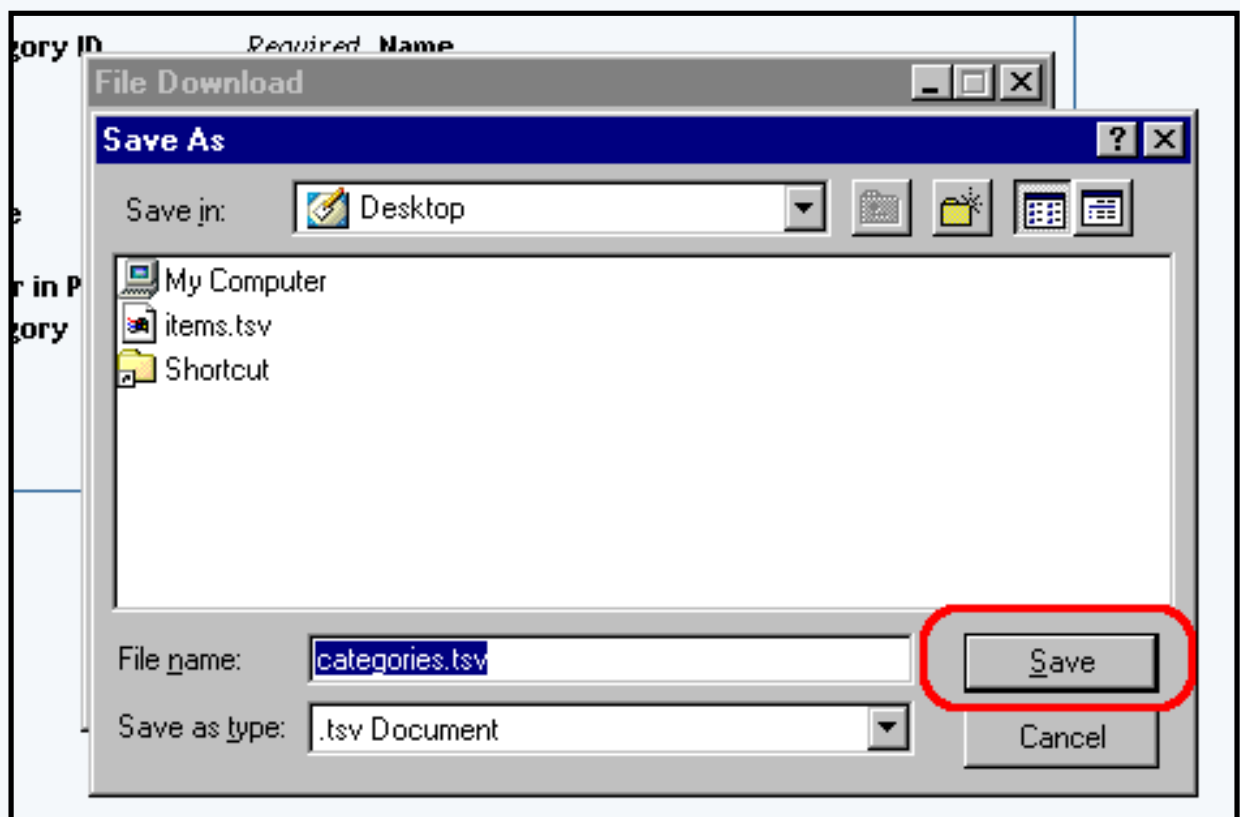 gory ID Required Name
File Download
Save As
Save in: Desktop
e
My Computer
r in P
items.tsv
gory
Shortcut
File name: categories.tsv
Save
Save as type: .tsv Document
Cancel